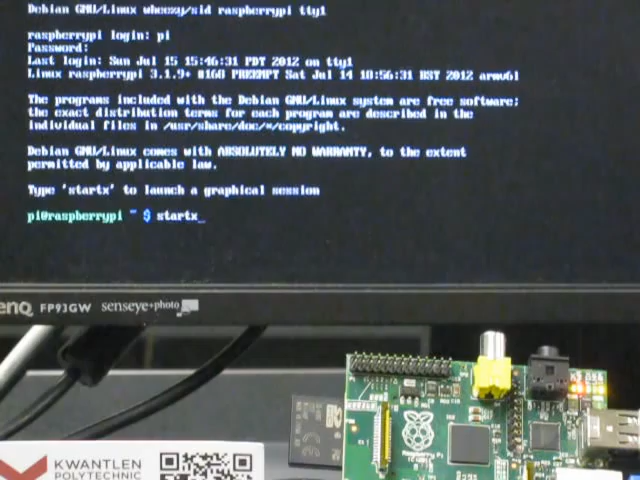 Debian GNU/Linux wheezy/sid raspberrypi tty1
raspberrypi login: pi
Password:
Last login: Sun Jul 15 15:46:31 PDT 2012 on tty1
Linux raspberrypi 3.1.9+ #168 PREEMPT Sat Jul 14 18:56:31 BST 2012 armv6l
The programs included with the Debian GNU/Linux system are free software;
the exact distribution terms for each program are described in the
individual files in /usr/share/doc/*/copyright.
Debian GNU/Linux comes with ABSOLUTELY NO WARRANTY, to the extent
permitted by applicable law.
Type 'startx' to launch a graphical session
pi@raspberrypi ~ $ startx_
enQ FP93GW senseye+photo
Raspberry Pi
KWANTLEN
POLYTECHNIC